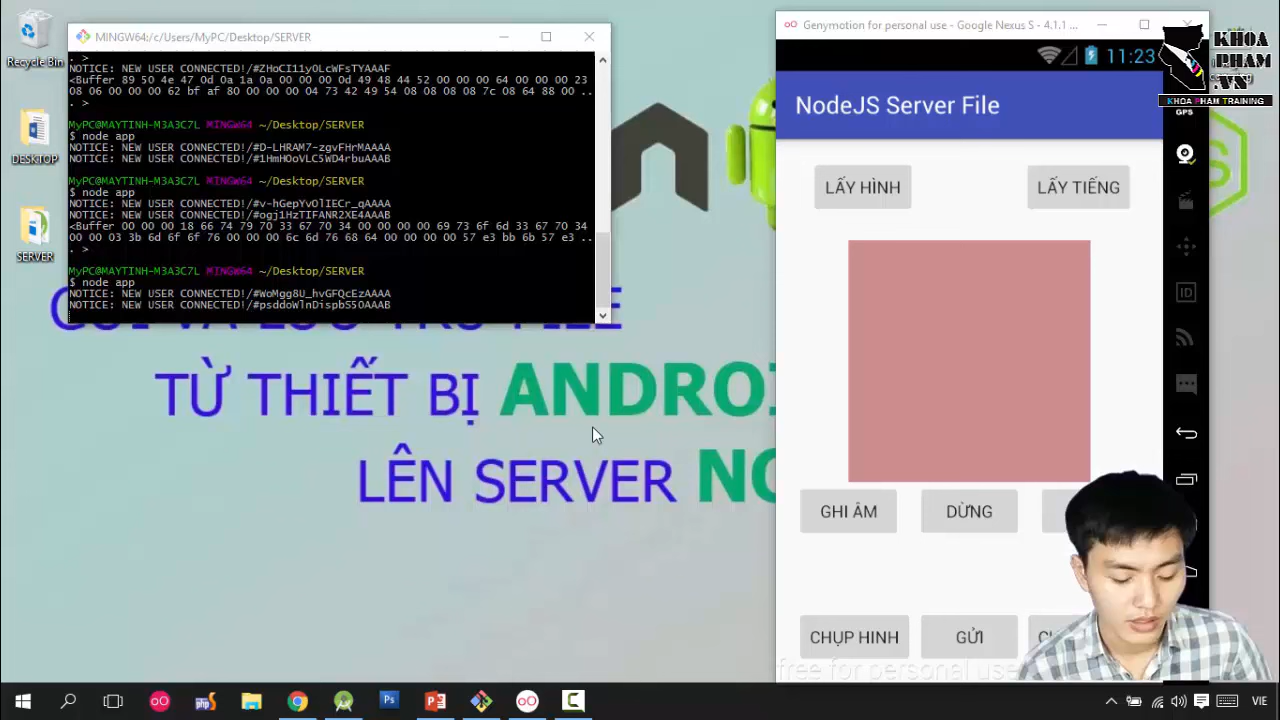 Recycle Bin
DESKTOP
SERVER
MINGW64:/c/Users/MyPC/Desktop/SERVER
. >
NOTICE: NEW USER CONNECTED!/#ZHoCI11yOLcWFsTYAAAF
<Buffer 89 50 4e 47 0d 0a 1a 0a 00 00 00 0d 49 48 44 52 00 00 00 64 00 00 00 23
08 06 00 00 00 62 bf af 80 00 00 00 04 73 42 49 54 08 08 08 08 7c 08 64 88 00 ..
. >
MyPC@MAYTINH-M3A3C7L MINGW64 ~/Desktop/SERVER
$ node app
NOTICE: NEW USER CONNECTED!/#D-LHRAM7-zgvFHrMAAAA
NOTICE: NEW USER CONNECTED!/#1HmHOoVLC5WD4rbuAAAB
MyPC@MAYTINH-M3A3C7L MINGW64 ~/Desktop/SERVER
$ node app
NOTICE: NEW USER CONNECTED!/#v-hGepYvOlIECr_qAAAA
NOTICE: NEW USER CONNECTED!/#ogj1HzTIFANR2XE4AAAB
<Buffer 00 00 00 18 66 74 79 70 33 67 70 34 00 00 00 00 69 73 6f 6d 33 67 70 34
00 00 03 3b 6d 6f 6f 76 00 00 00 6c 6d 76 68 64 00 00 00 00 57 e3 bb 6b 57 e3 ..
. >
MyPC@MAYTINH-M3A3C7L MINGW64 ~/Desktop/SERVER
$ node app
NOTICE: NEW USER CONNECTED!/#WoMgg8U_hvGFQcEzAAAA
NOTICE: NEW USER CONNECTED!/#psddoWlnDispbS5OAAAB
TỪ THIẾT BỊ ANDROI
LÊN SERVER NO
Genymotion for personal use - Google Nexus S - 4.1.1 ...
11:23
NodeJS Server File
LẤY HÌNH
LẤY TIẾNG
GHI ÂM
DỪNG
CHỤP HINH
GỬI
free for personal use
GPS
ID
KHOA
PHAM
.VN
KHOA PHAM TRAINING
VIE